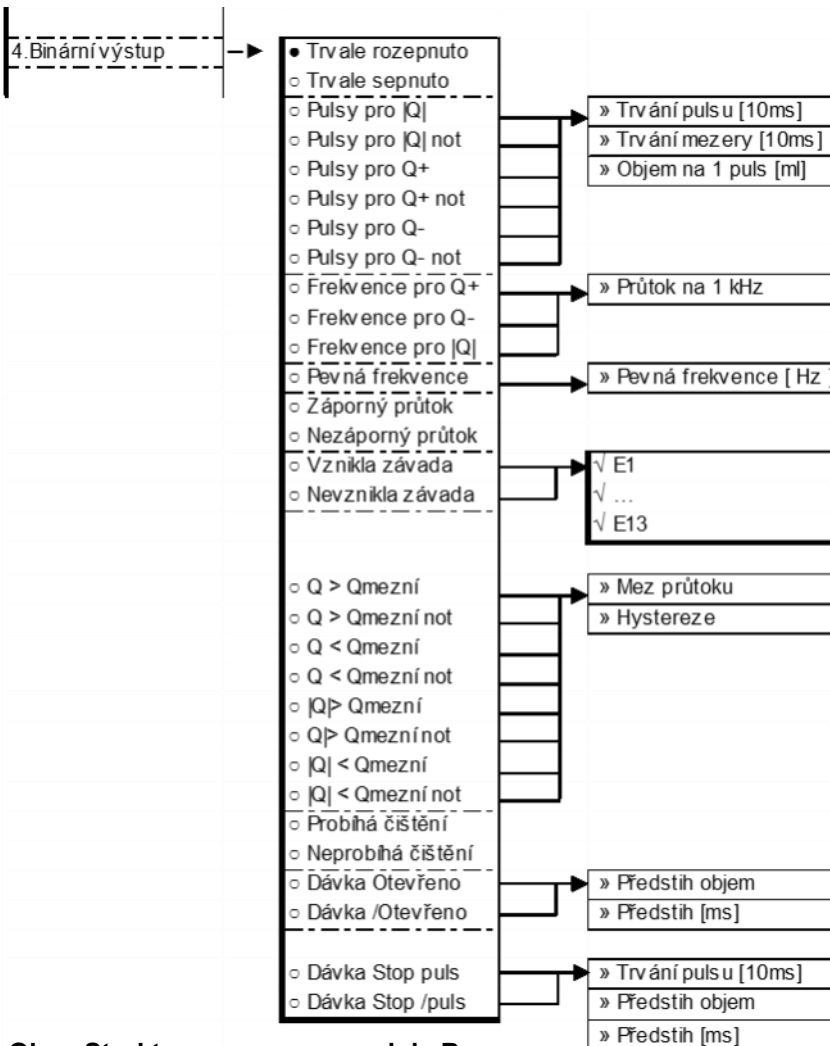 4.Binární výstup
● Trvale rozepnuto
○ Trvale sepnuto
○ Pulsy pro |Q|
○ Pulsy pro |Q| not
○ Pulsy pro Q+
○ Pulsy pro Q+ not
○ Pulsy pro Q-
○ Pulsy pro Q- not
» Trvání pulsu [10ms]
» Trvání mezery [10ms]
» Objem na 1 puls [ml]
○ Frekvence pro Q+
○ Frekvence pro Q-
○ Frekvence pro |Q|
» Průtok na 1 kHz
○ Pevná frekvence
» Pevná frekvence [ Hz ]
○ Záporný průtok
○ Nezáporný průtok
○ Vznikla závada
○ Nevznikla závada
√ E1
√ ...
√ E13
○ Q > Qmezní
○ Q > Qmezní not
○ Q < Qmezní
○ Q < Qmezní not
○ |Q|> Qmezní
○ Q|> Qmezní not
○ |Q| < Qmezní
○ |Q| < Qmezní not
» Mez průtoku
» Hystereze
○ Probíhá čištění
○ Neprobíhá čištění
○ Dávka Otevřeno
○ Dávka /Otevřeno
» Předstih objem
» Předstih [ms]
○ Dávka Stop puls
○ Dávka Stop /puls
» Trvání pulsu [10ms]
» Předstih objem
» Předstih [ms]